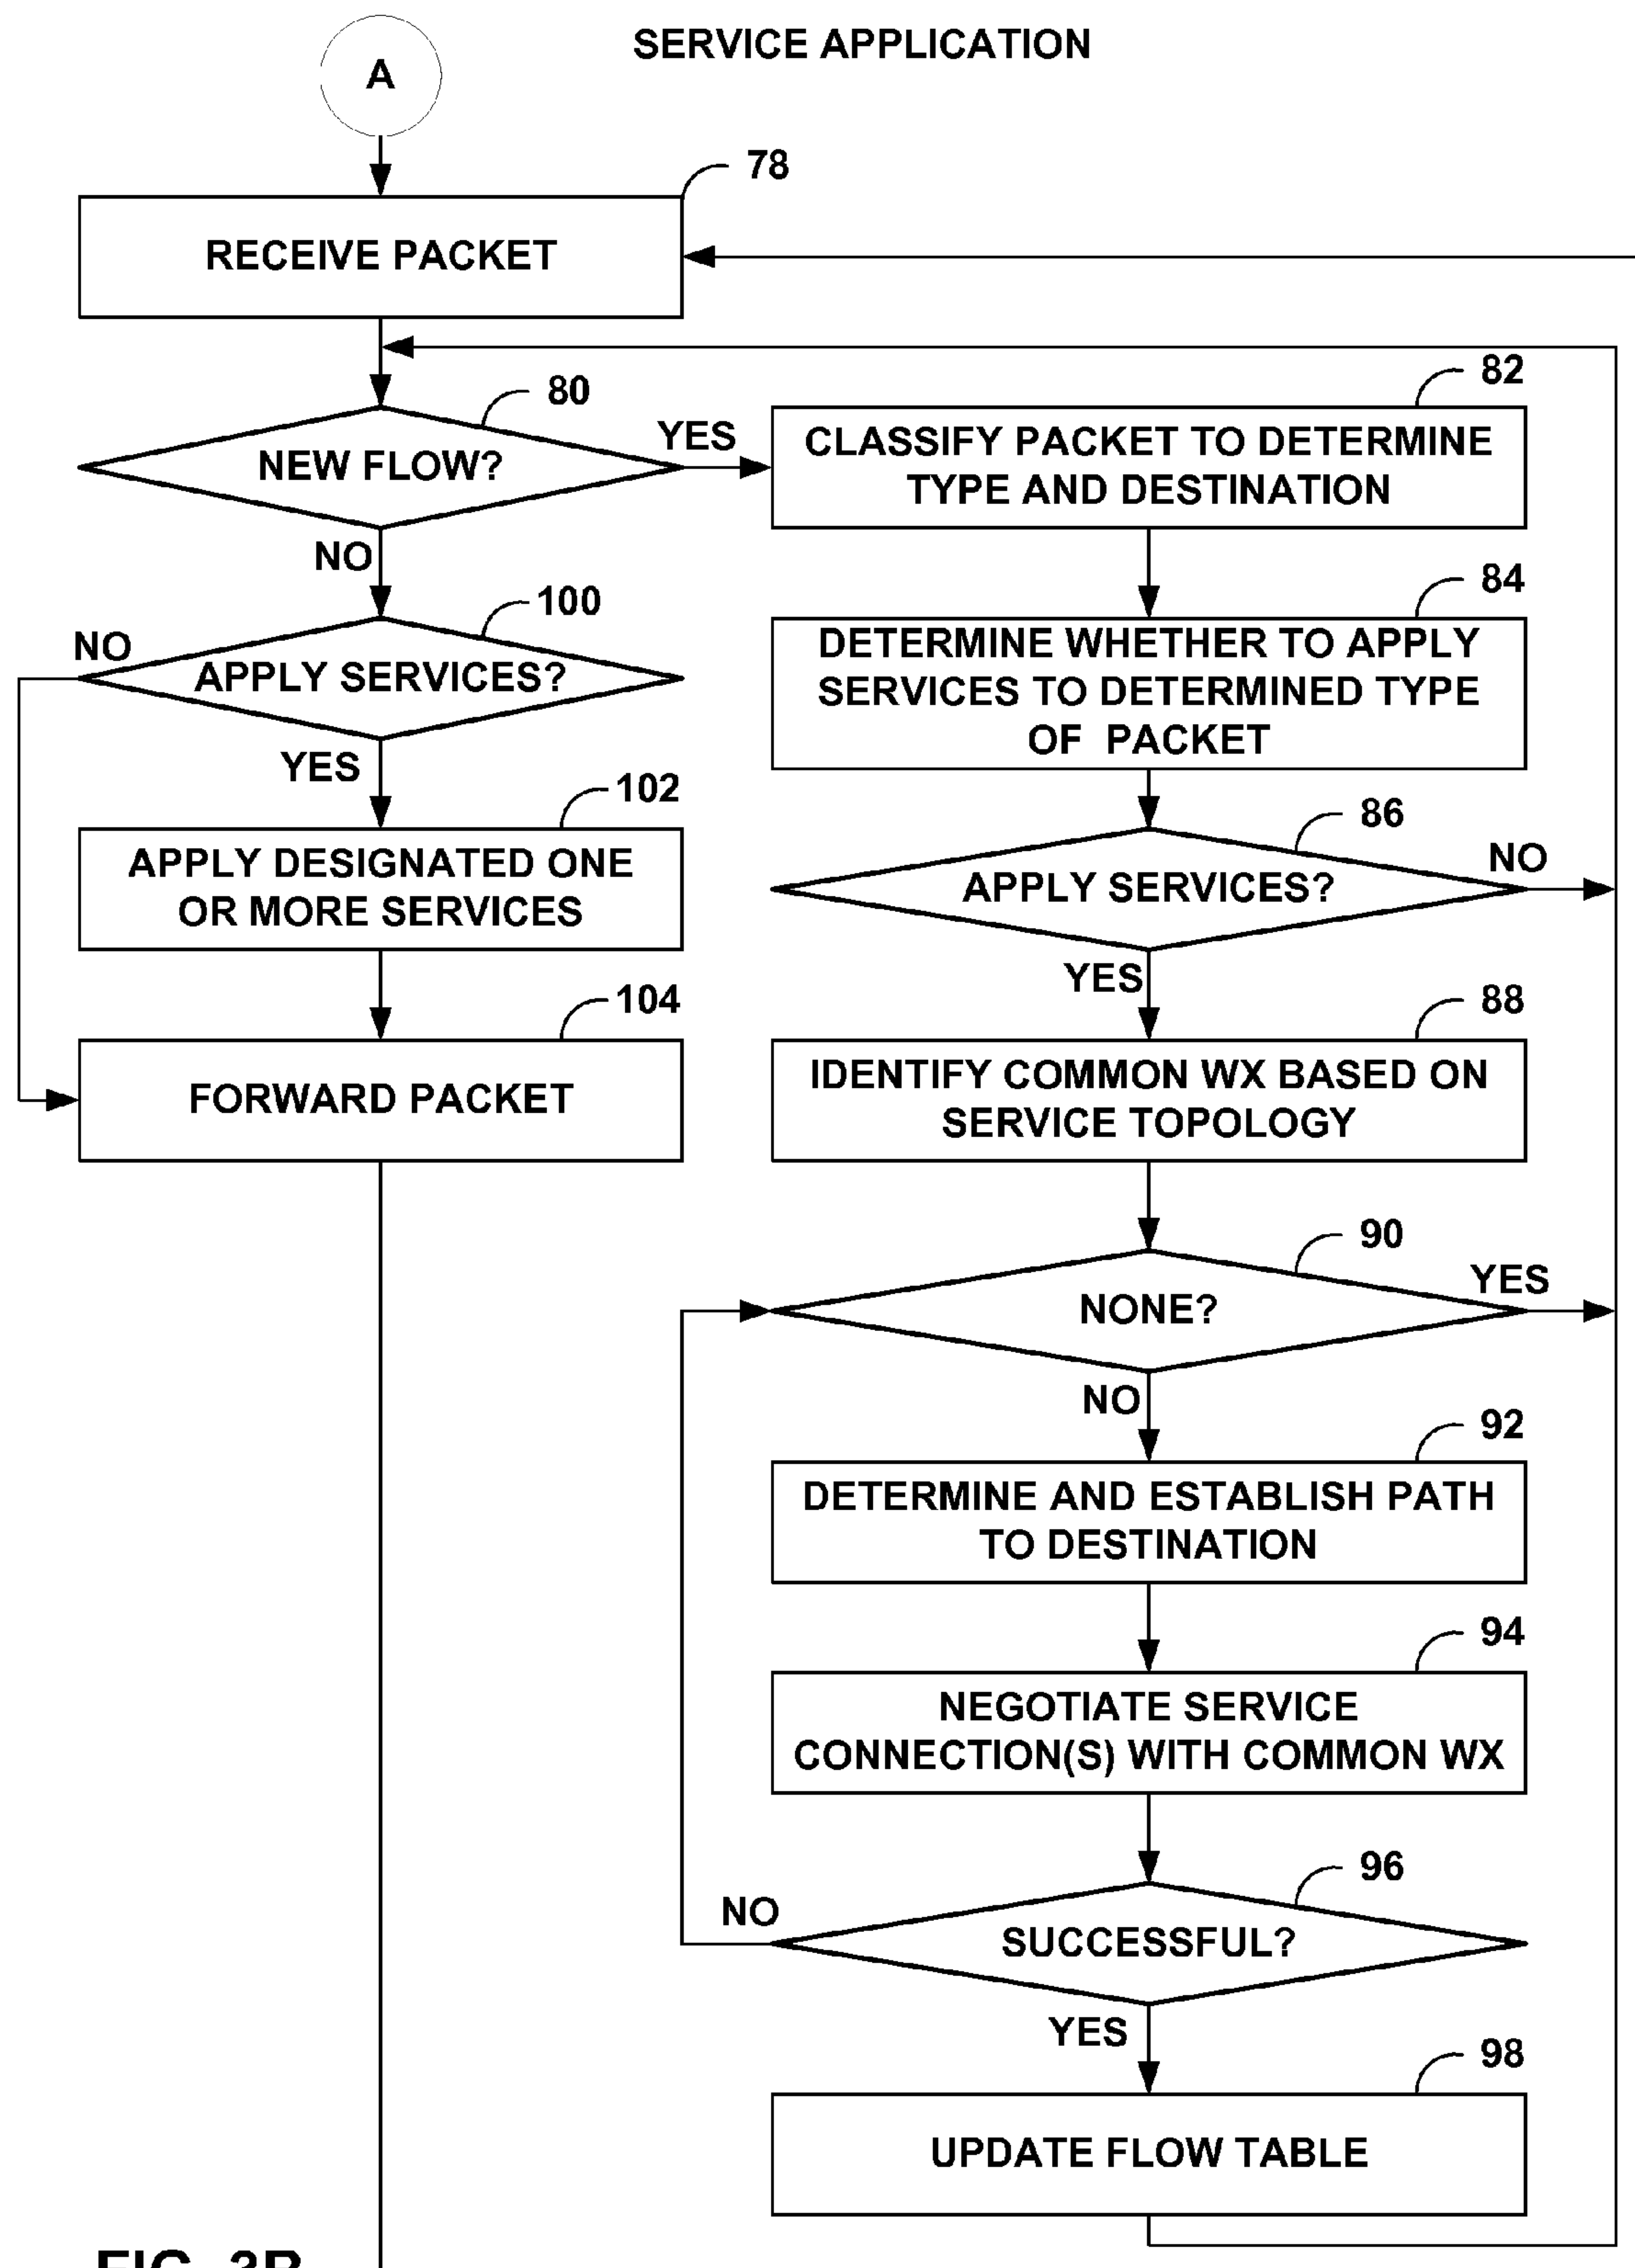 SERVICE APPLICATION
A
78
RECEIVE PACKET
80
NEW FLOW?
YES
NO
82
CLASSIFY PACKET TO DETERMINE
TYPE AND DESTINATION
84
DETERMINE WHETHER TO APPLY
SERVICES TO DETERMINED TYPE
OF PACKET
100
NO
APPLY SERVICES?
YES
86
APPLY SERVICES?
NO
YES
102
APPLY DESIGNATED ONE
OR MORE SERVICES
104
FORWARD PACKET
88
IDENTIFY COMMON WX BASED ON
SERVICE TOPOLOGY
90
NONE?
YES
NO
92
DETERMINE AND ESTABLISH PATH
TO DESTINATION
94
NEGOTIATE SERVICE
CONNECTION(S) WITH COMMON WX
96
NO
SUCCESSFUL?
YES
98
UPDATE FLOW TABLE
FIG. 3B